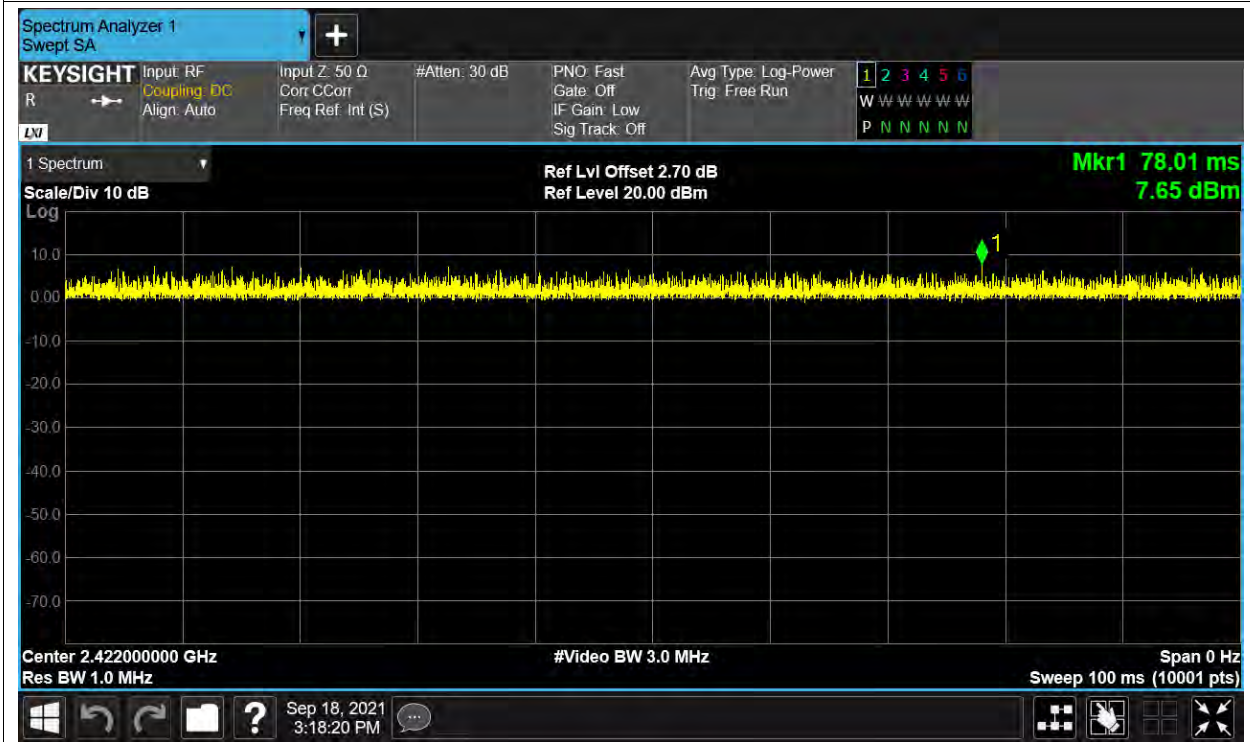 Spectrum Analyzer 1
Swept SA
KEYSIGHT
R
LXI
Input: RF
Coupling: DC
Align: Auto
Input Z: 50 Ω
Corr CCorr
Freq Ref: Int (S)
#Atten: 30 dB
PNO: Fast
Gate: Off
IF Gain: Low
Sig Track: Off
Avg Type: Log-Power
Trig: Free Run
1 2 3 4 5 6
W W W W W W
P N N N N N
1 Spectrum
Scale/Div 10 dB
Ref Lvl Offset 2.70 dB
Ref Level 20.00 dBm
Mkr1 78.01 ms
7.65 dBm
Log
1
10.0
0.00
-10.0
-20.0
-30.0
-40.0
-50.0
-60.0
-70.0
Center 2.422000000 GHz
Res BW 1.0 MHz
#Video BW 3.0 MHz
Span 0 Hz
Sweep 100 ms (10001 pts)
?
Sep 18, 2021
3:18:20 PM